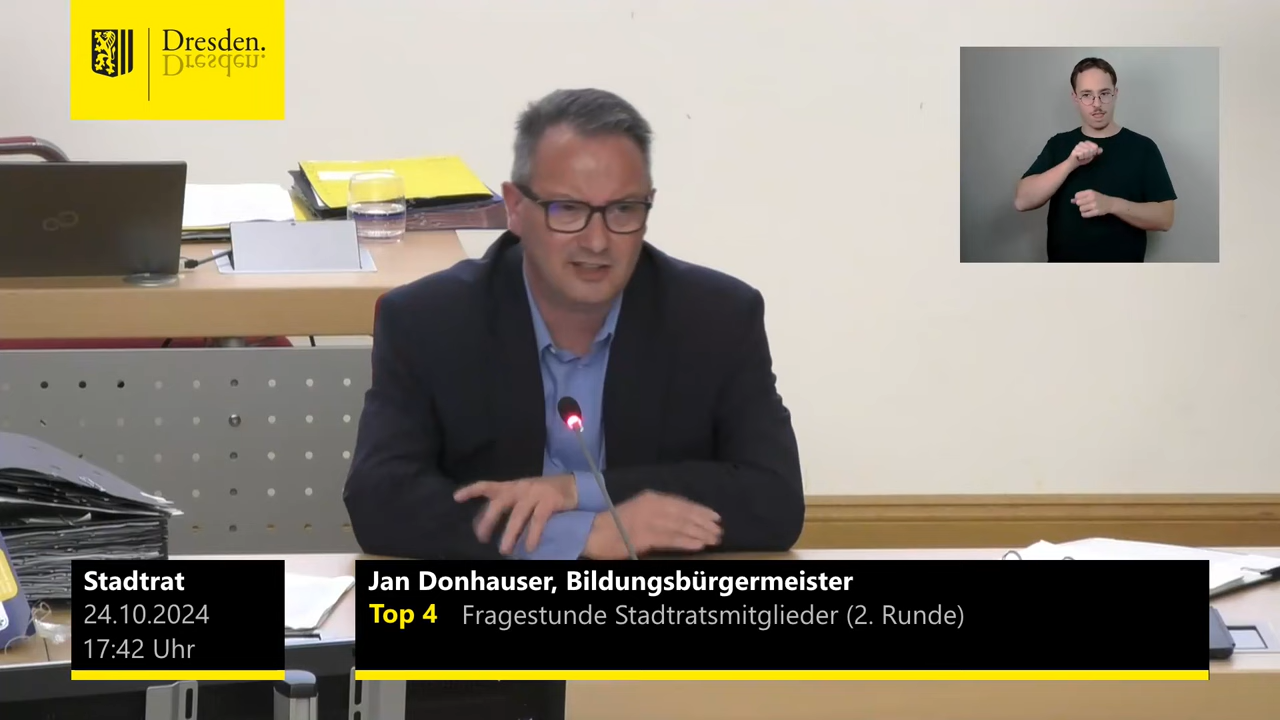 Dresden.
Dresden.
Stadtrat
24.10.2024
17:42 Uhr
Jan Donhauser, Bildungsbürgermeister
Top 4 Fragestunde Stadtratsmitglieder (2. Runde)